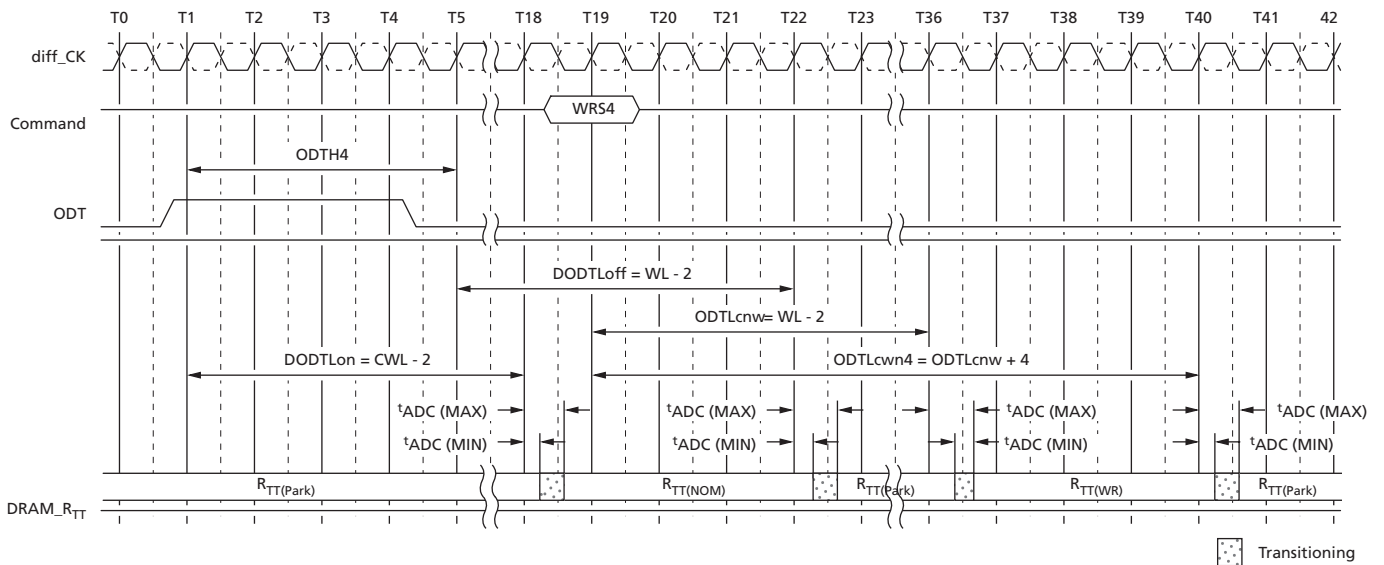 T0 T1 T2 T3 T4 T5 T18 T19 T20 T21 T22 T23 T36 T37 T38 T39 T40 T41 42
diff_CK
WRS4
Command
ODTH4
ODT
DODTLoff = WL - 2
ODTLcnw= WL - 2
DODTLon = CWL - 2 ODTLcwn4 = ODTLcnw + 4
tADC (MAX) tADC (MAX) tADC (MAX) tADC (MAX)
tADC (MIN) tADC (MIN) tADC (MIN) tADC (MIN)
RTT(Park) RTT(NOM) RTT(Park) RTT(WR) RTT(Park)
DRAM_RTT
Transitioning